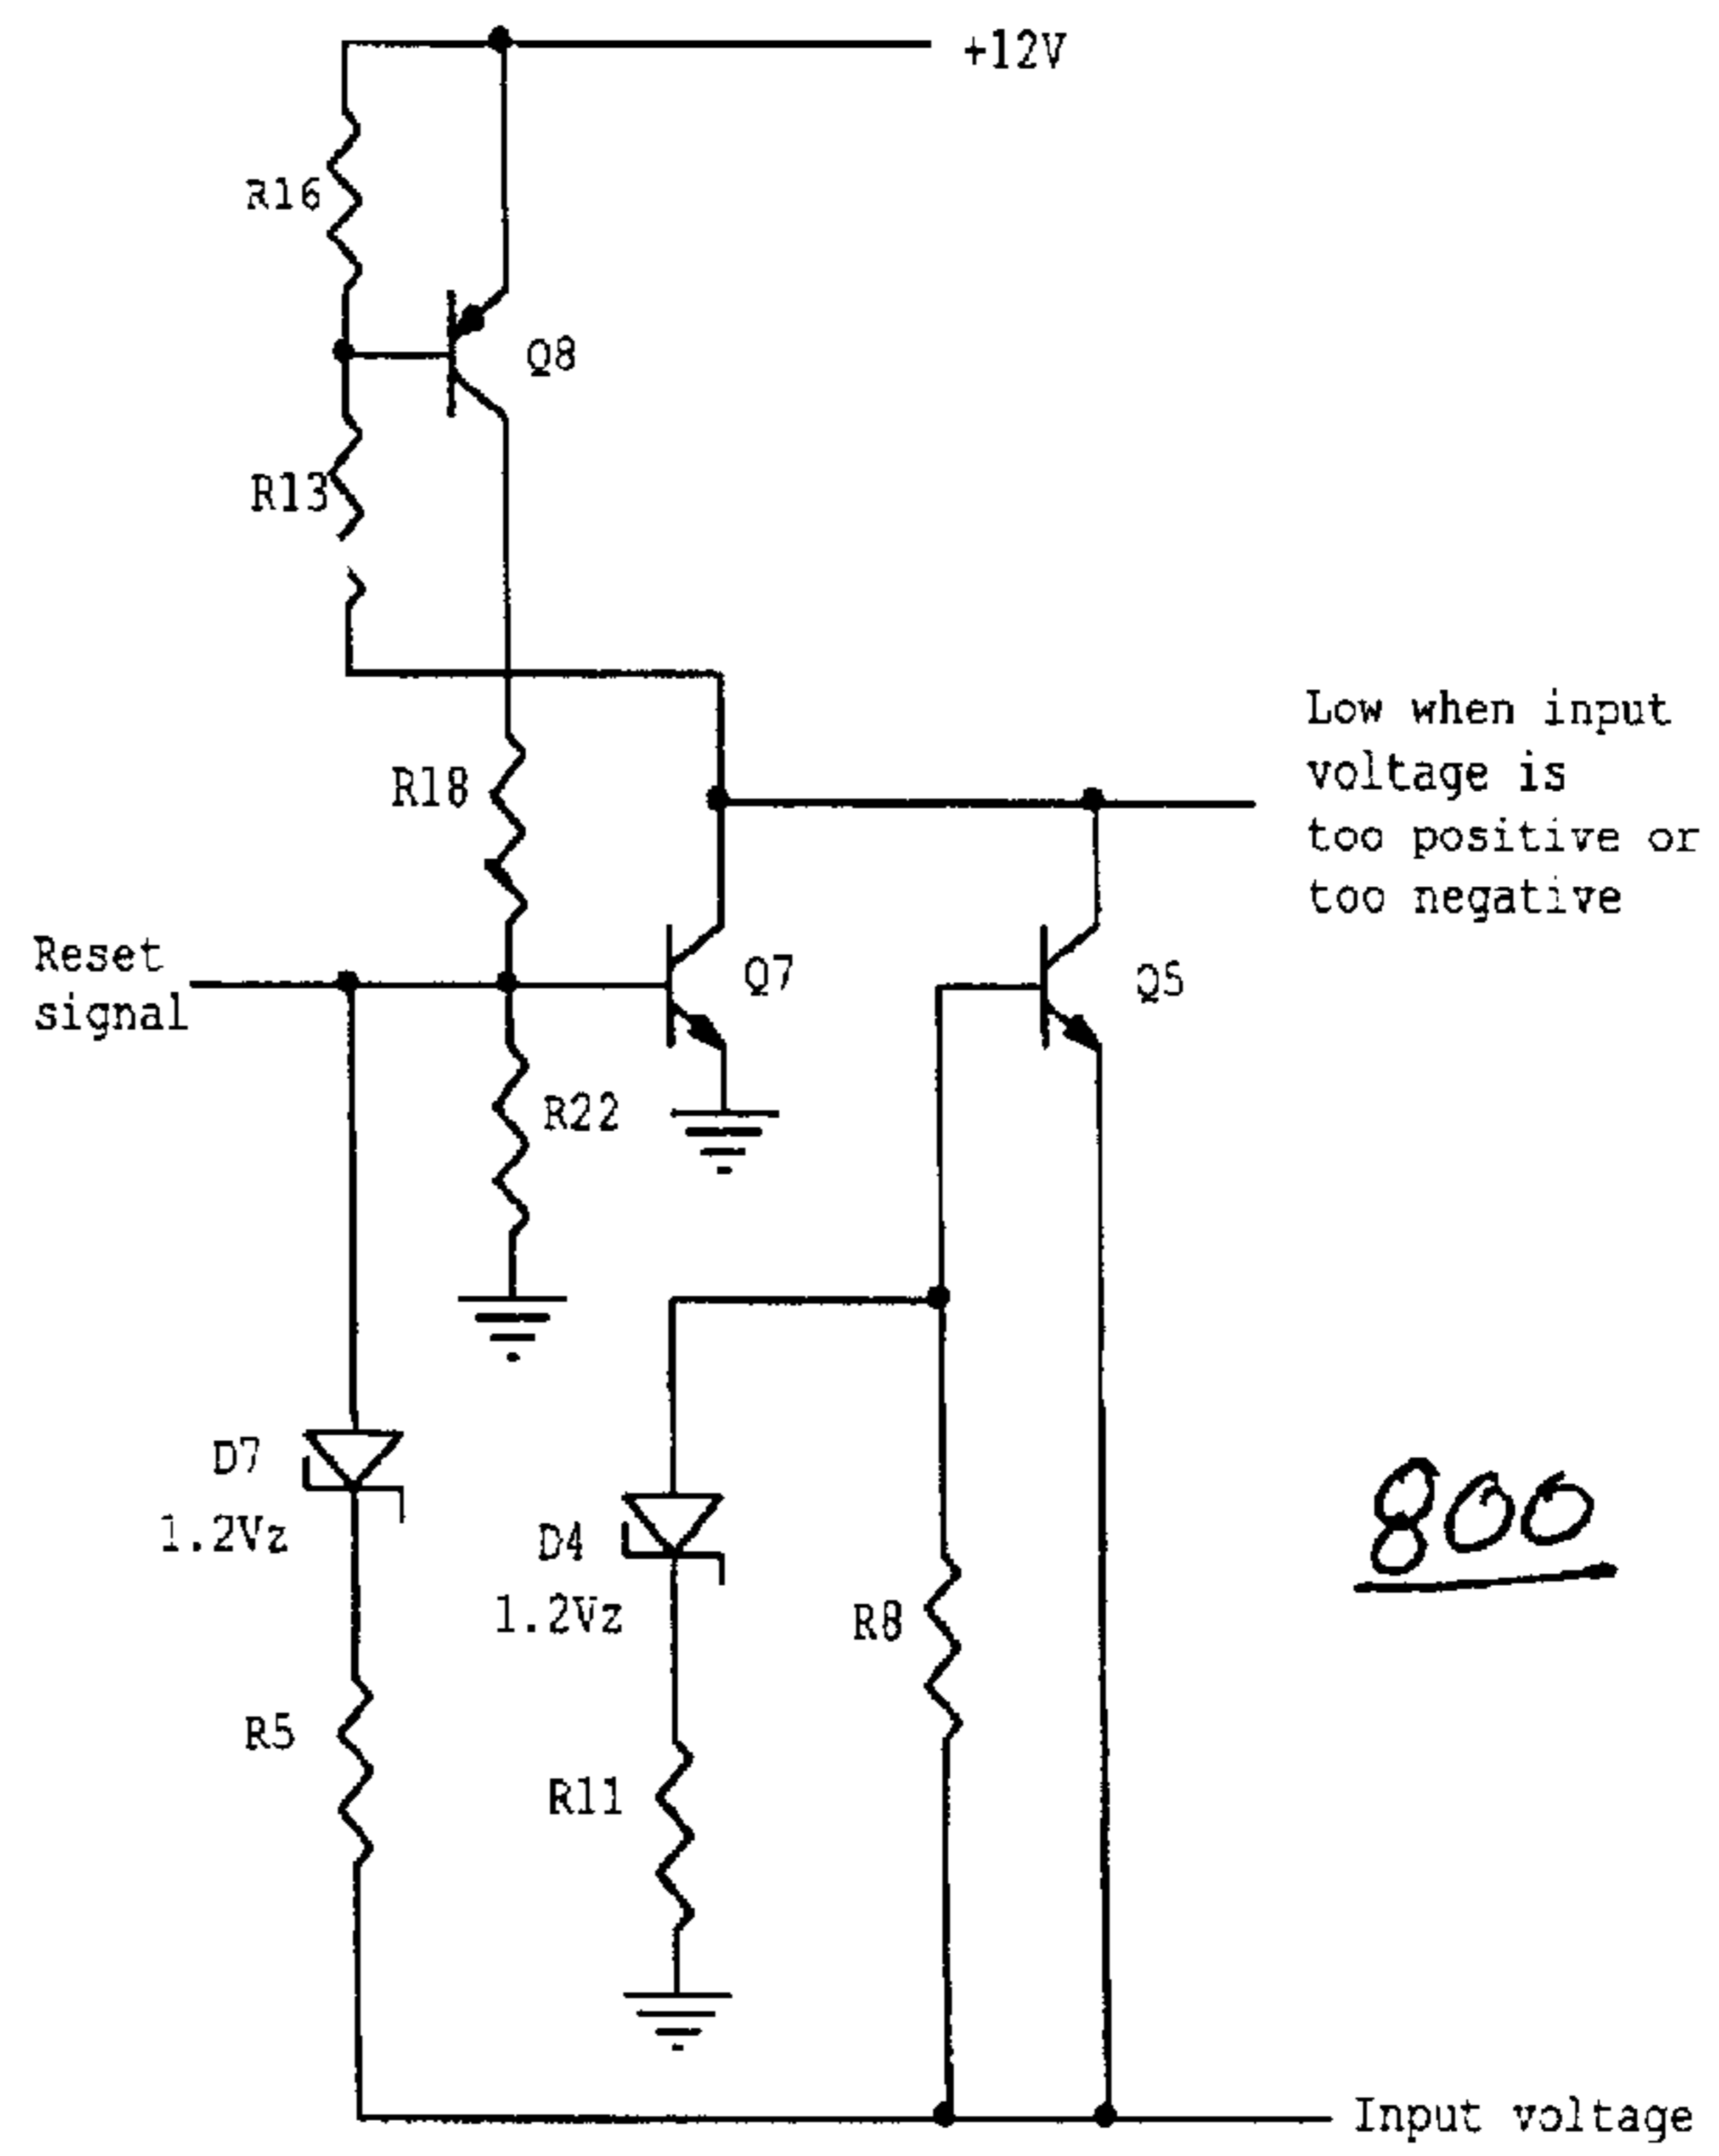 +12V
R16
Q8
R13
Low when input
voltage is
too positive or
too negative
R18
Reset
signal
Q7
Q5
R22
D7
1.2Vz
D4
1.2Vz
R8
800
R5
R11
Input voltage